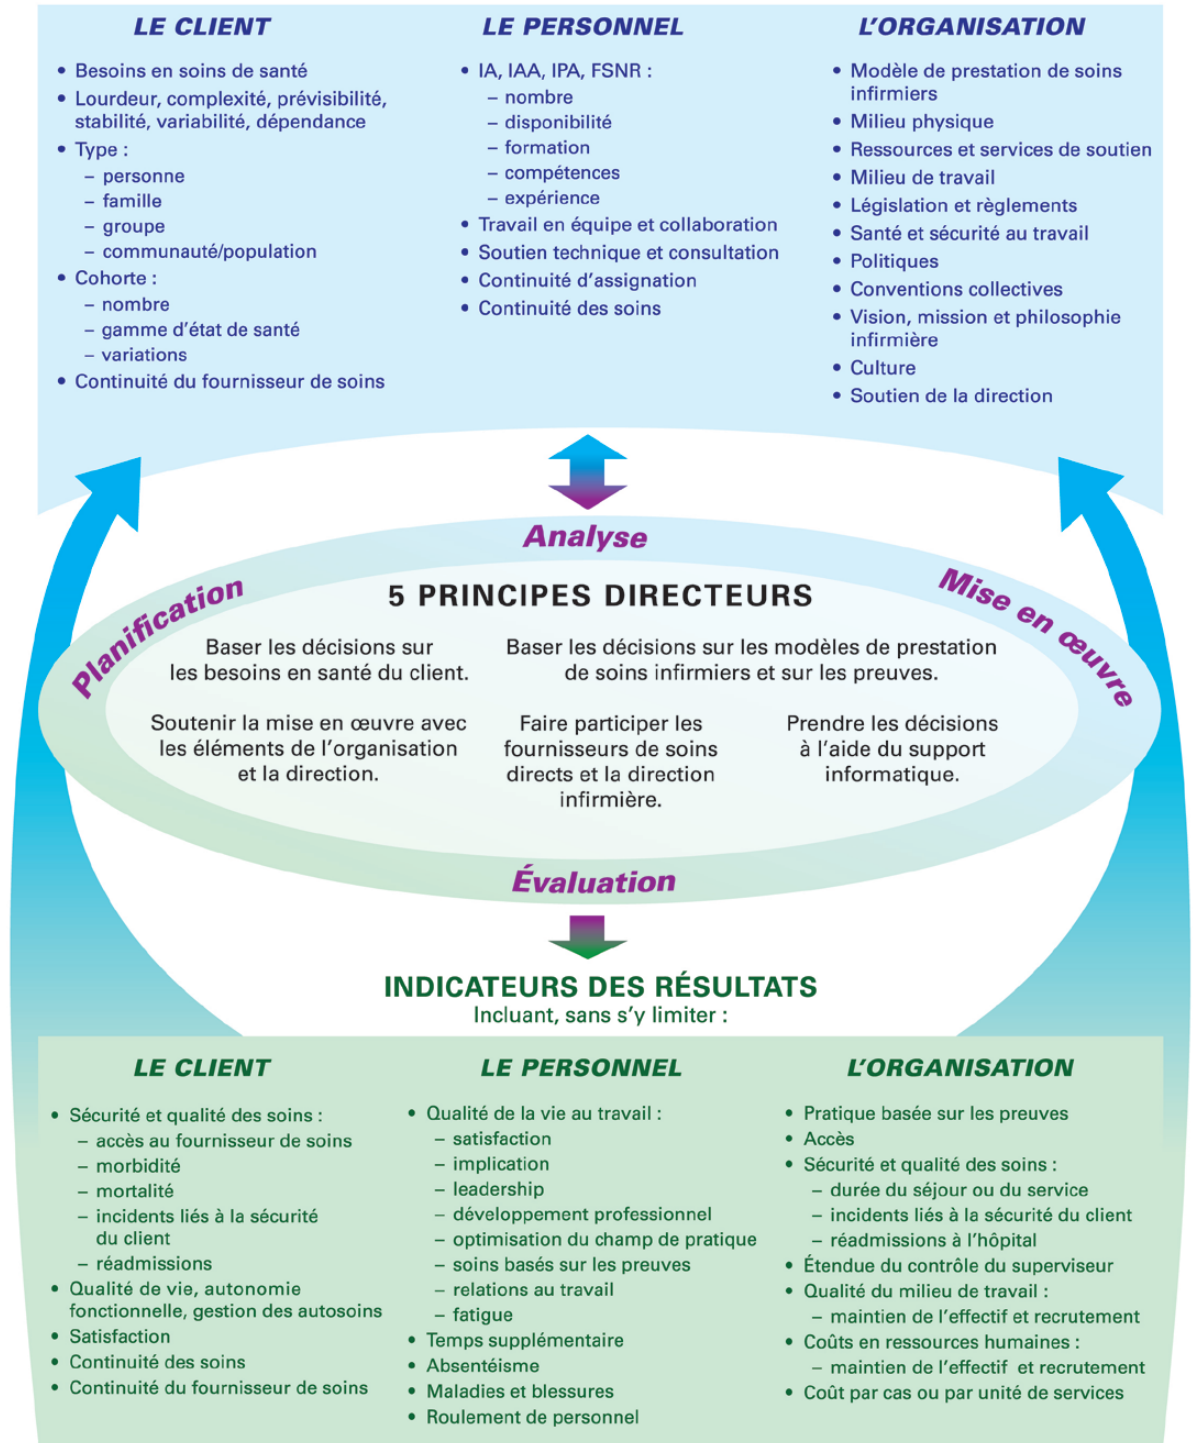 LE CLIENT
• Besoins en soins de santé
• Lourdeur, complexité, prévisibilité,
stabilité, variabilité, dépendance
• Type :
– personne
– famille
– groupe
– communauté/population
• Cohorte :
– nombre
– gamme d'état de santé
– variations
• Continuité du fournisseur de soins
LE PERSONNEL
• IA, IAA, IPA, FSNR :
– nombre
– disponibilité
– formation
– compétences
– expérience
• Travail en équipe et collaboration
• Soutien technique et consultation
• Continuité d'assignation
• Continuité des soins
L'ORGANISATION
• Modèle de prestation de soins
infirmiers
• Milieu physique
• Ressources et services de soutien
• Milieu de travail
• Législation et règlements
• Santé et sécurité au travail
• Politiques
• Conventions collectives
• Vision, mission et philosophie
infirmière
• Culture
• Soutien de la direction
Analyse
Planification
Mise en œuvre
5 PRINCIPES DIRECTEURS
Baser les décisions sur
les besoins en santé du client.
Baser les décisions sur les modèles de prestation
de soins infirmiers et sur les preuves.
Soutenir la mise en œuvre avec
les éléments de l'organisation
et la direction.
Faire participer les
fournisseurs de soins
directs et la direction
infirmière.
Prendre les décisions
à l'aide du support
informatique.
Évaluation
INDICATEURS DES RÉSULTATS
Incluant, sans s'y limiter :
LE CLIENT
• Sécurité et qualité des soins :
– accès au fournisseur de soins
– morbidité
– mortalité
– incidents liés à la sécurité
du client
– réadmissions
• Qualité de vie, autonomie
fonctionnelle, gestion des autosoins
• Satisfaction
• Continuité des soins
• Continuité du fournisseur de soins
LE PERSONNEL
• Qualité de la vie au travail :
– satisfaction
– implication
– leadership
– développement professionnel
– optimisation du champ de pratique
– soins basés sur les preuves
– relations au travail
– fatigue
• Temps supplémentaire
• Absentéisme
• Maladies et blessures
• Roulement de personnel
L'ORGANISATION
• Pratique basée sur les preuves
• Accès
• Sécurité et qualité des soins :
– durée du séjour ou du service
– incidents liés à la sécurité du client
– réadmissions à l'hôpital
• Étendue du contrôle du superviseur
• Qualité du milieu de travail :
– maintien de l'effectif et recrutement
• Coûts en ressources humaines :
– maintien de l'effectif et recrutement
• Coût par cas ou par unité de services